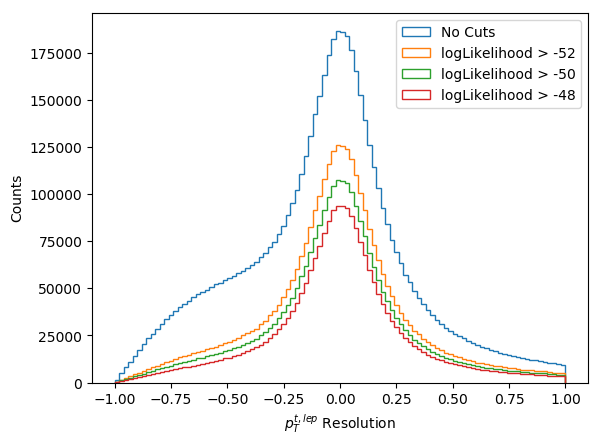 No Cuts
logLikelihood > -52
logLikelihood > -50
logLikelihood > -48
175000
150000
125000
100000
75000
50000
25000
0
Counts
−1.00 −0.75 −0.50 −0.25 0.00 0.25 0.50 0.75 1.00
$p_T^{t,lep}$ Resolution